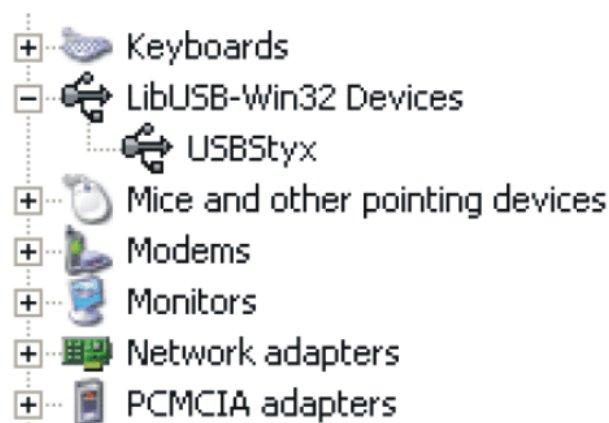 Keyboards
LibUSB-Win32 Devices
USBStyx
Mice and other pointing devices
Modems
Monitors
Network adapters
PCMCIA adapters